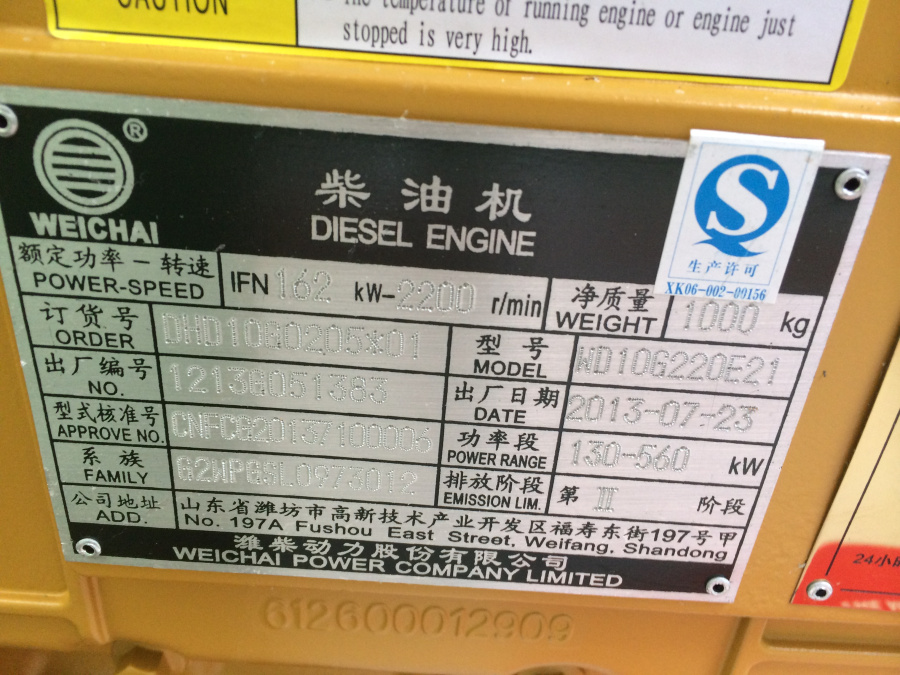 CAUTION
The temperature of running engine or engine just
stopped is very high.
®
WEICHAI
柴油机
DIESEL ENGINE
生产许可
XK06-002-00156
额定功率-转速
POWER-SPEED
IFN 162 kW-2200 r/min
净质量
WEIGHT
1000 kg
订货号
ORDER
DHD10G0205*01
型号
MODEL
WD10G220E21
出厂编号
NO.
1213G051383
出厂日期
DATE
2013-07-23
型式核准号
APPROVE NO.
CNFCG20137100006
功率段
POWER RANGE
130-560 kW
系族
FAMILY
排放阶段
EMISSION LIM.
第 III 阶段
公司地址
ADD.
山东省潍坊市高新技术产业开发区福寿东街197号甲
No. 197A Fushou East Street, Weifang, Shandong
潍柴动力股份有限公司
WEICHAI POWER COMPANY LIMITED
24小
612600012909